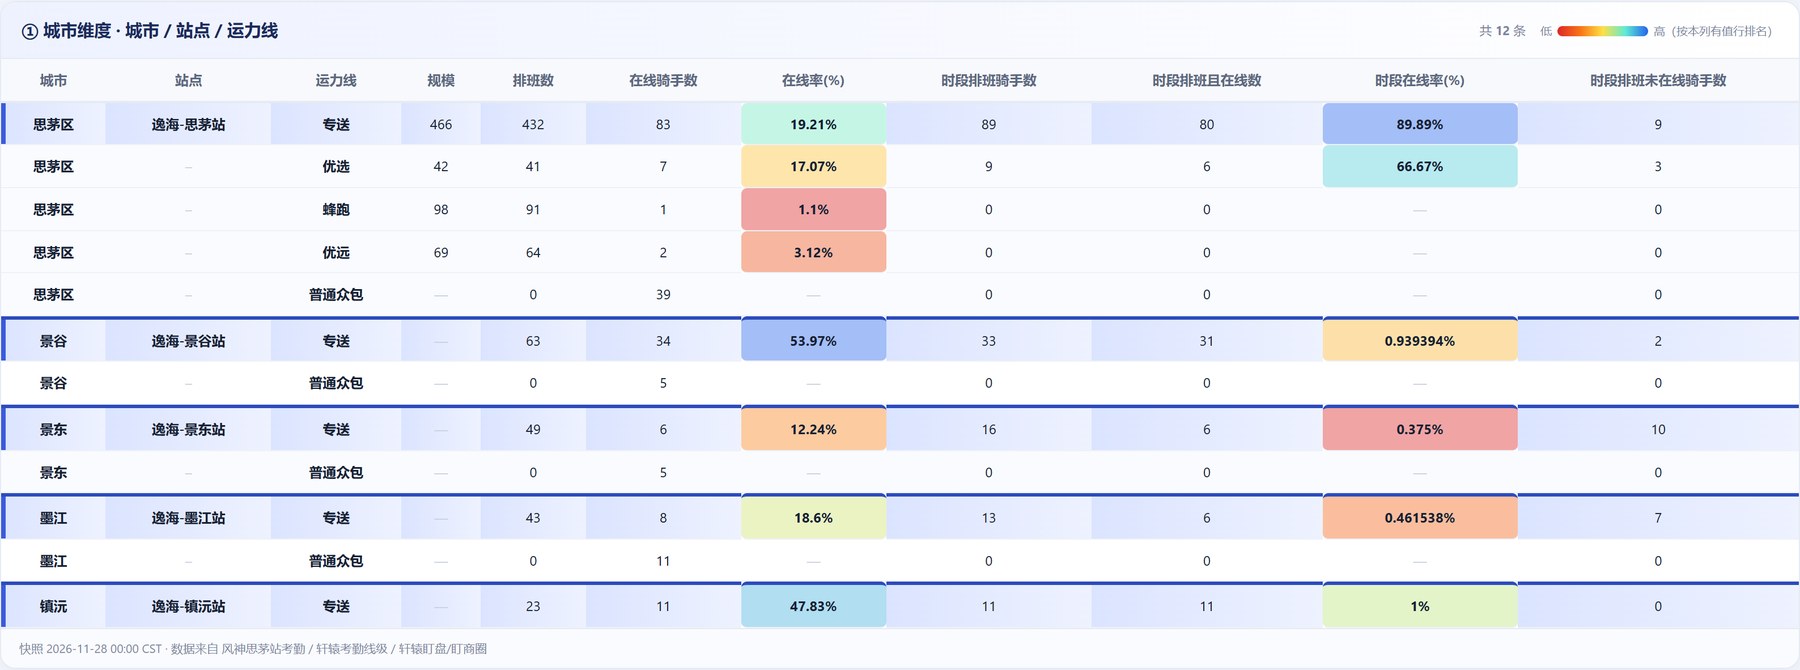 ① 城市维度 · 城市 / 站点 / 运力线
共 12 条 低 高 (按本列有值行排名)
城市 站点 运力线 规模 排班数 在线骑手数 在线率(%) 时段排班骑手数 时段排班且在线数 时段在线率(%) 时段排班未在线骑手数
思茅区 逸海-思茅站 专送 466 432 83 19.21% 89 80 89.89% 9
思茅区 – 优选 42 41 7 17.07% 9 6 66.67% 3
思茅区 – 蜂跑 98 91 1 1.1% 0 0 — 0
思茅区 – 优远 69 64 2 3.12% 0 0 — 0
思茅区 – 普通众包 — 0 39 — 0 0 — 0
景谷 逸海-景谷站 专送 — 63 34 53.97% 33 31 0.939394% 2
景谷 – 普通众包 — 0 5 — 0 0 — 0
景东 逸海-景东站 专送 — 49 6 12.24% 16 6 0.375% 10
景东 – 普通众包 — 0 5 — 0 0 — 0
墨江 逸海-墨江站 专送 — 43 8 18.6% 13 6 0.461538% 7
墨江 – 普通众包 — 0 11 — 0 0 — 0
镇沅 逸海-镇沅站 专送 — 23 11 47.83% 11 11 1% 0
快照 2026-11-28 00:00 CST · 数据来自 风神思茅站考勤 / 轩辕考勤线级 / 轩辕盯盘/盯商圈